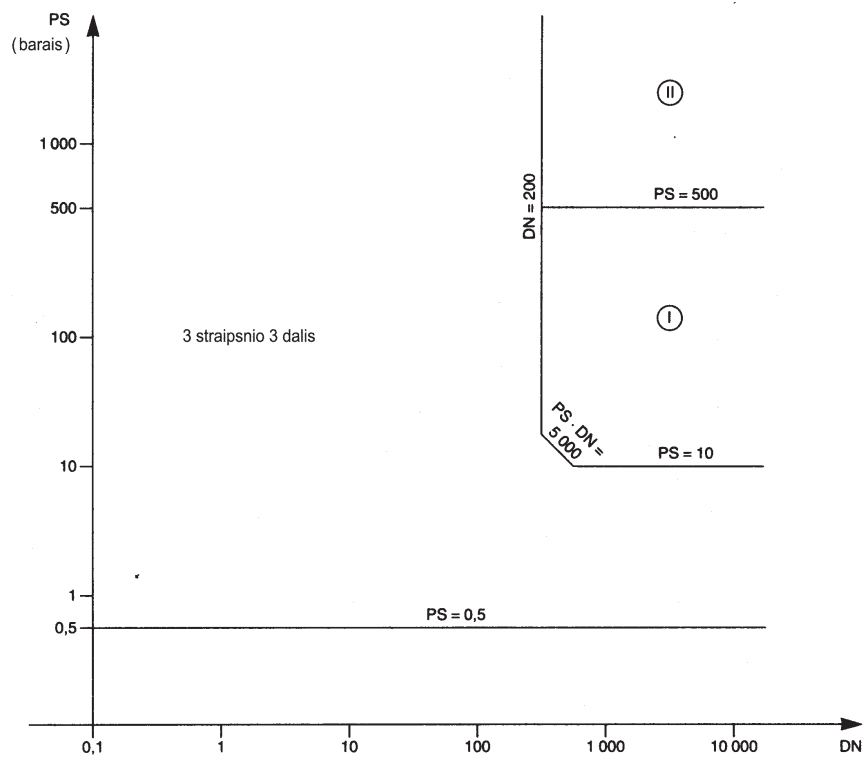 PS
(barais)
II
1 000
500
DN = 200
PS = 500
I
100
3 straipsnio 3 dalis
PS · DN =
5 000
10
PS = 10
1
0,5
PS = 0,5
0,1
1
10
100
1 000
10 000
DN